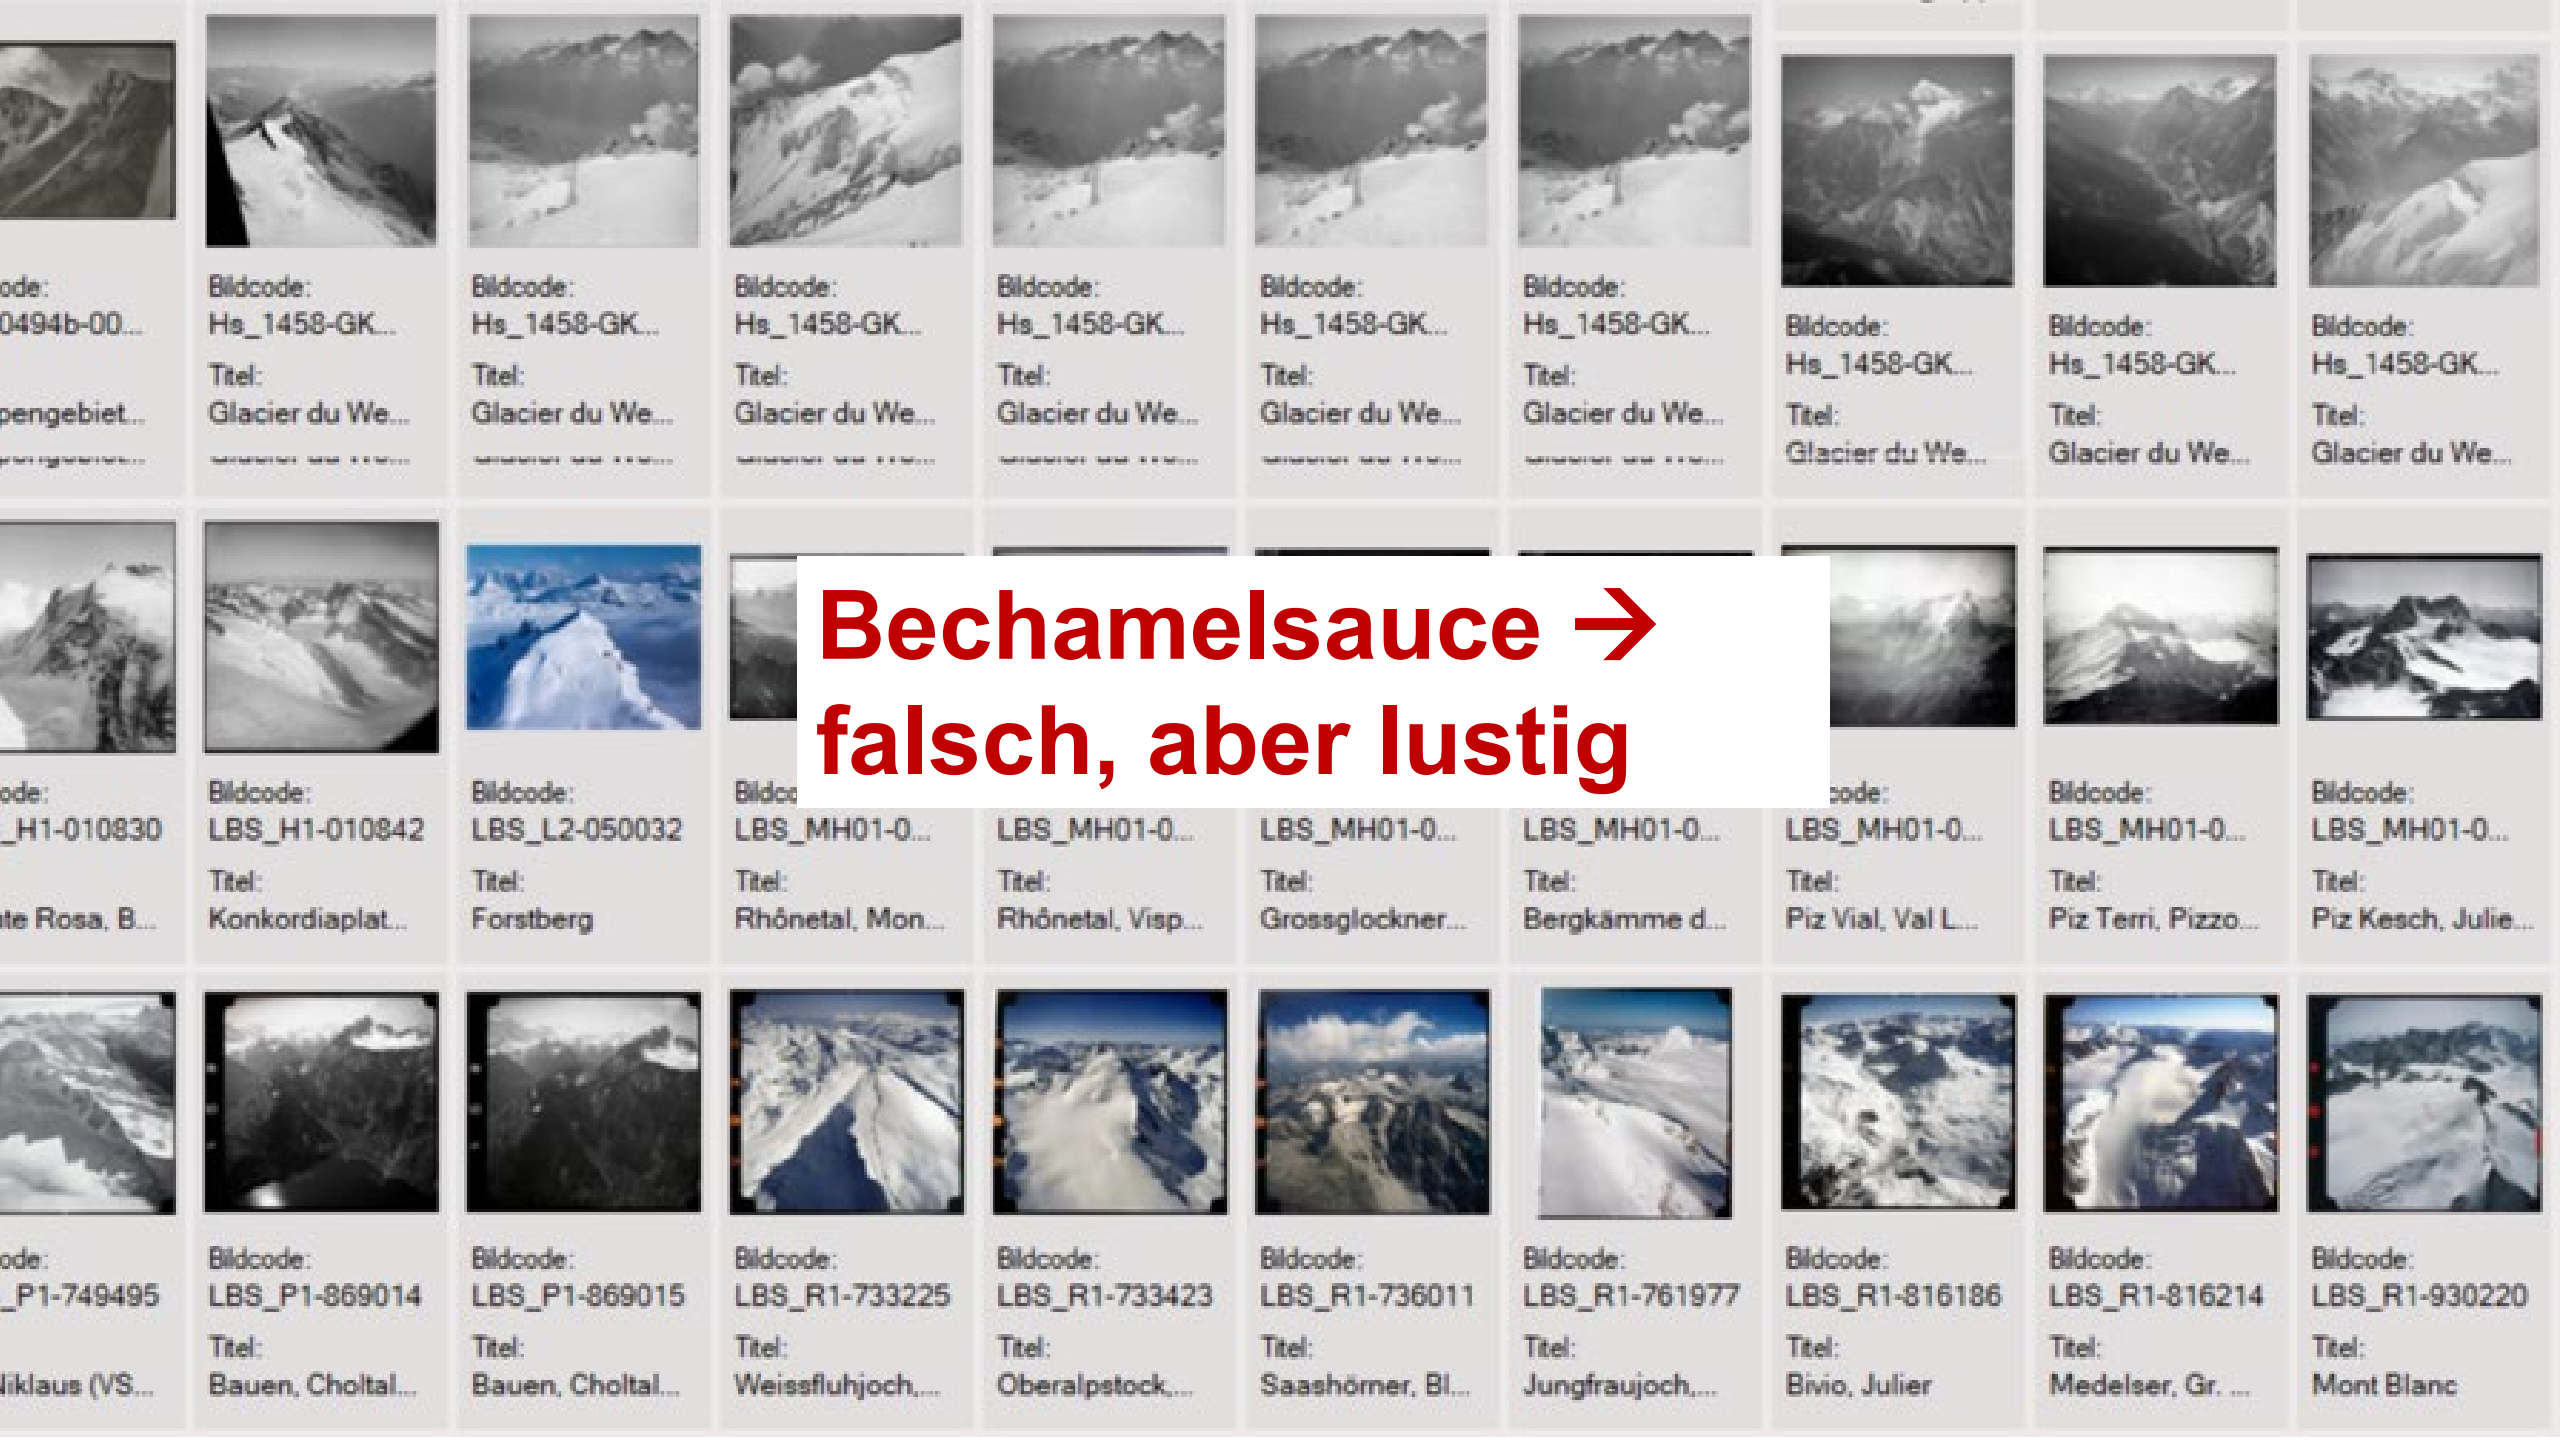 ode: Bildcode: Bildcode: Bildcode: Bildcode: Bildcode: Bildcode: Bildcode: Bildcode: Bildcode:
0494b-00... Hs_1458-GK... Hs_1458-GK... Hs_1458-GK... Hs_1458-GK... Hs_1458-GK... Hs_1458-GK... Hs_1458-GK... Hs_1458-GK... Hs_1458-GK...
Titel: Titel: Titel: Titel: Titel: Titel: Titel: Titel: Titel:
pengebiet... Glacier du We... Glacier du We... Glacier du We... Glacier du We... Glacier du We... Glacier du We... Glacier du We... Glacier du We... Glacier du We...
Bechamelsauce →
falsch, aber lustig
ode: Bildcode: Bildcode: Bildco code: Bildcode: Bildcode:
_H1-010830 LBS_H1-010842 LBS_L2-050032 LBS_MH01-0... LBS_MH01-0... LBS_MH01-0... LBS_MH01-0... LBS_MH01-0... LBS_MH01-0... LBS_MH01-0...
Titel: Titel: Titel: Titel: Titel: Titel: Titel: Titel: Titel:
nte Rosa, B... Konkordiaplat... Forstberg Rhônetal, Mon... Rhônetal, Visp... Grossglockner... Bergkämme d... Piz Vial, Val L... Piz Terri, Pizzo... Piz Kesch, Julie...
ode: Bildcode: Bildcode: Bildcode: Bildcode: Bildcode: Bildcode: Bildcode: Bildcode: Bildcode:
_P1-749495 LBS_P1-869014 LBS_P1-869015 LBS_R1-733225 LBS_R1-733423 LBS_R1-736011 LBS_R1-761977 LBS_R1-816186 LBS_R1-816214 LBS_R1-930220
Titel: Titel: Titel: Titel: Titel: Titel: Titel: Titel: Titel:
Niklaus (VS... Bauen, Choltal... Bauen, Choltal... Weissfluhjoch,... Oberalpstock,... Saashörner, Bl... Jungfraujoch,... Bivio, Julier Medelser, Gr. ... Mont Blanc